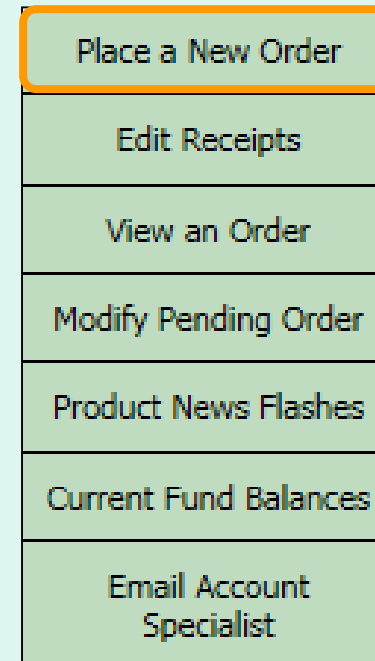 Place a New Order
Edit Receipts
View an Order
Modify Pending Order
Product News Flashes
Current Fund Balances
Email Account
Specialist